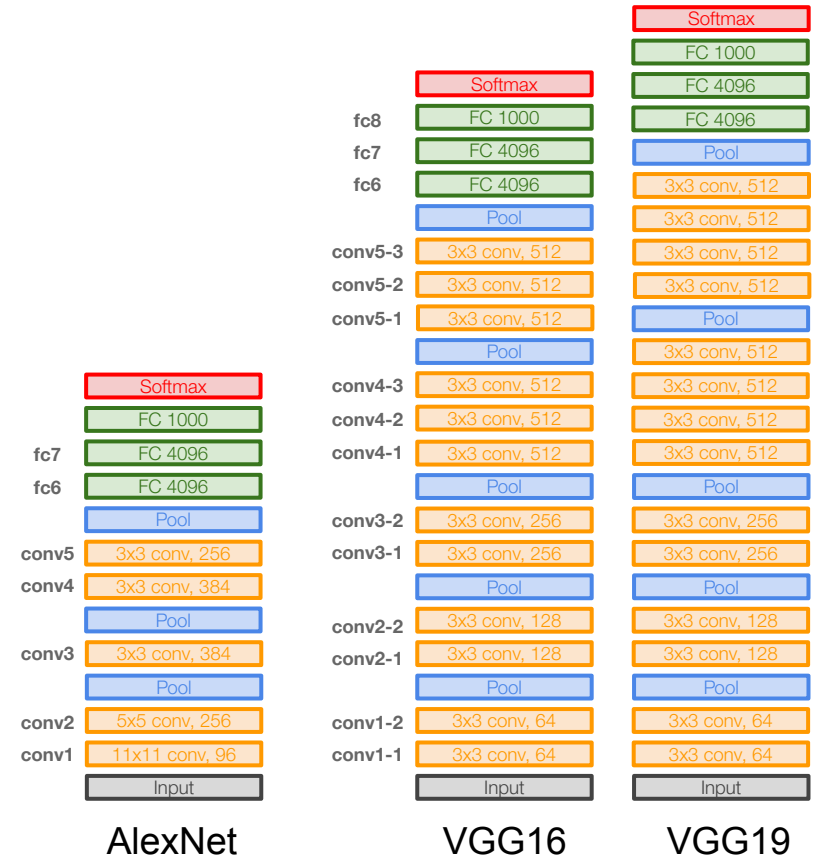 Softmax
FC 1000
fc7 FC 4096
fc6 FC 4096
Pool
conv5 3x3 conv, 256
conv4 3x3 conv, 384
Pool
conv3 3x3 conv, 384
Pool
conv2 5x5 conv, 256
conv1 11x11 conv, 96
Input
AlexNet
Softmax
fc8 FC 1000
fc7 FC 4096
fc6 FC 4096
Pool
conv5-3 3x3 conv, 512
conv5-2 3x3 conv, 512
conv5-1 3x3 conv, 512
Pool
conv4-3 3x3 conv, 512
conv4-2 3x3 conv, 512
conv4-1 3x3 conv, 512
Pool
conv3-2 3x3 conv, 256
conv3-1 3x3 conv, 256
Pool
conv2-2 3x3 conv, 128
conv2-1 3x3 conv, 128
Pool
conv1-2 3x3 conv, 64
conv1-1 3x3 conv, 64
Input
VGG16
Softmax
FC 1000
FC 4096
FC 4096
Pool
3x3 conv, 512
3x3 conv, 512
3x3 conv, 512
3x3 conv, 512
Pool
3x3 conv, 512
3x3 conv, 512
3x3 conv, 512
3x3 conv, 512
Pool
3x3 conv, 256
3x3 conv, 256
Pool
3x3 conv, 128
3x3 conv, 128
Pool
3x3 conv, 64
3x3 conv, 64
Input
VGG19